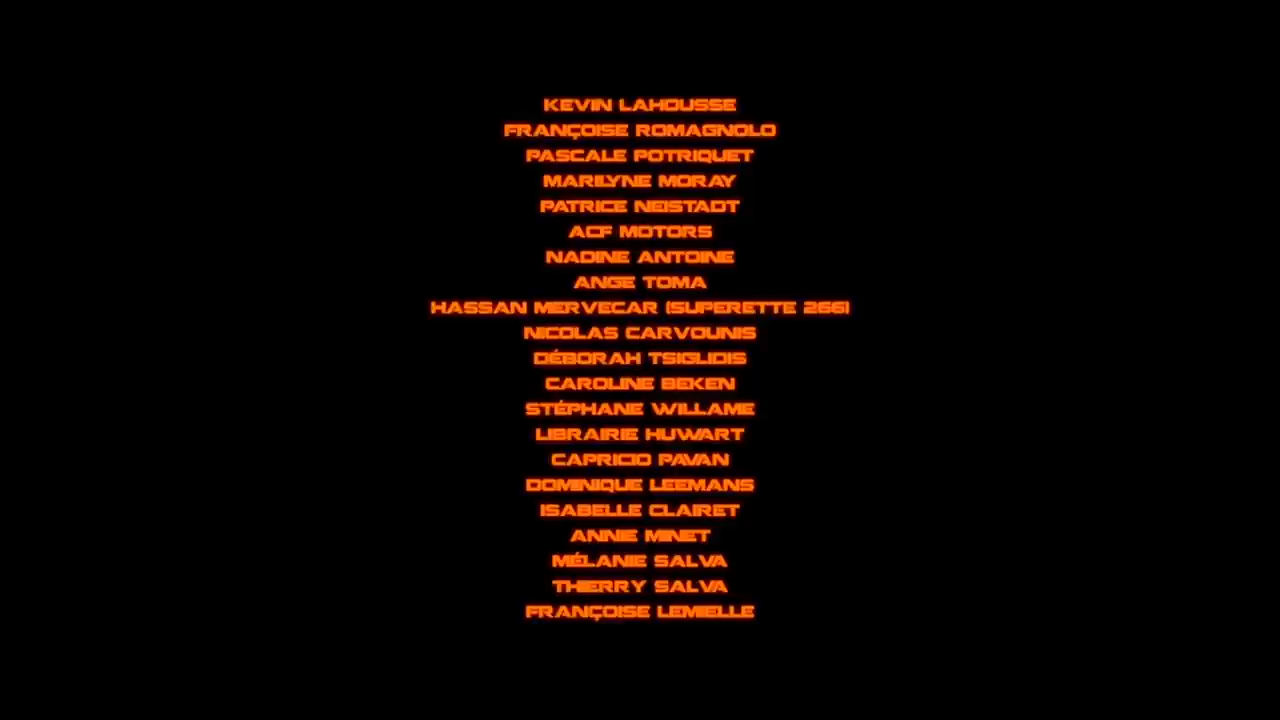 KEVIN LAHOUSSE
FRANÇOISE ROMAGNOLO
PASCALE POTRIQUET
MARILYNE MORAY
PATRICE NEISTADT
ACF MOTORS
NADINE ANTOINE
ANGE TOMA
HASSAN MERVECAR (SUPERETTE 266)
NICOLAS CARVOUNIS
DÉBORAH TSIGLIDIS
CAROLINE BEKEN
STÉPHANE WILLAME
LIBRAIRIE HUWART
CAPRICIO PAVAN
DOMINIQUE LEEMANS
ISABELLE CLAIRET
ANNIE MINET
MÉLANIE SALVA
THIERRY SALVA
FRANÇOISE LEMIELLE